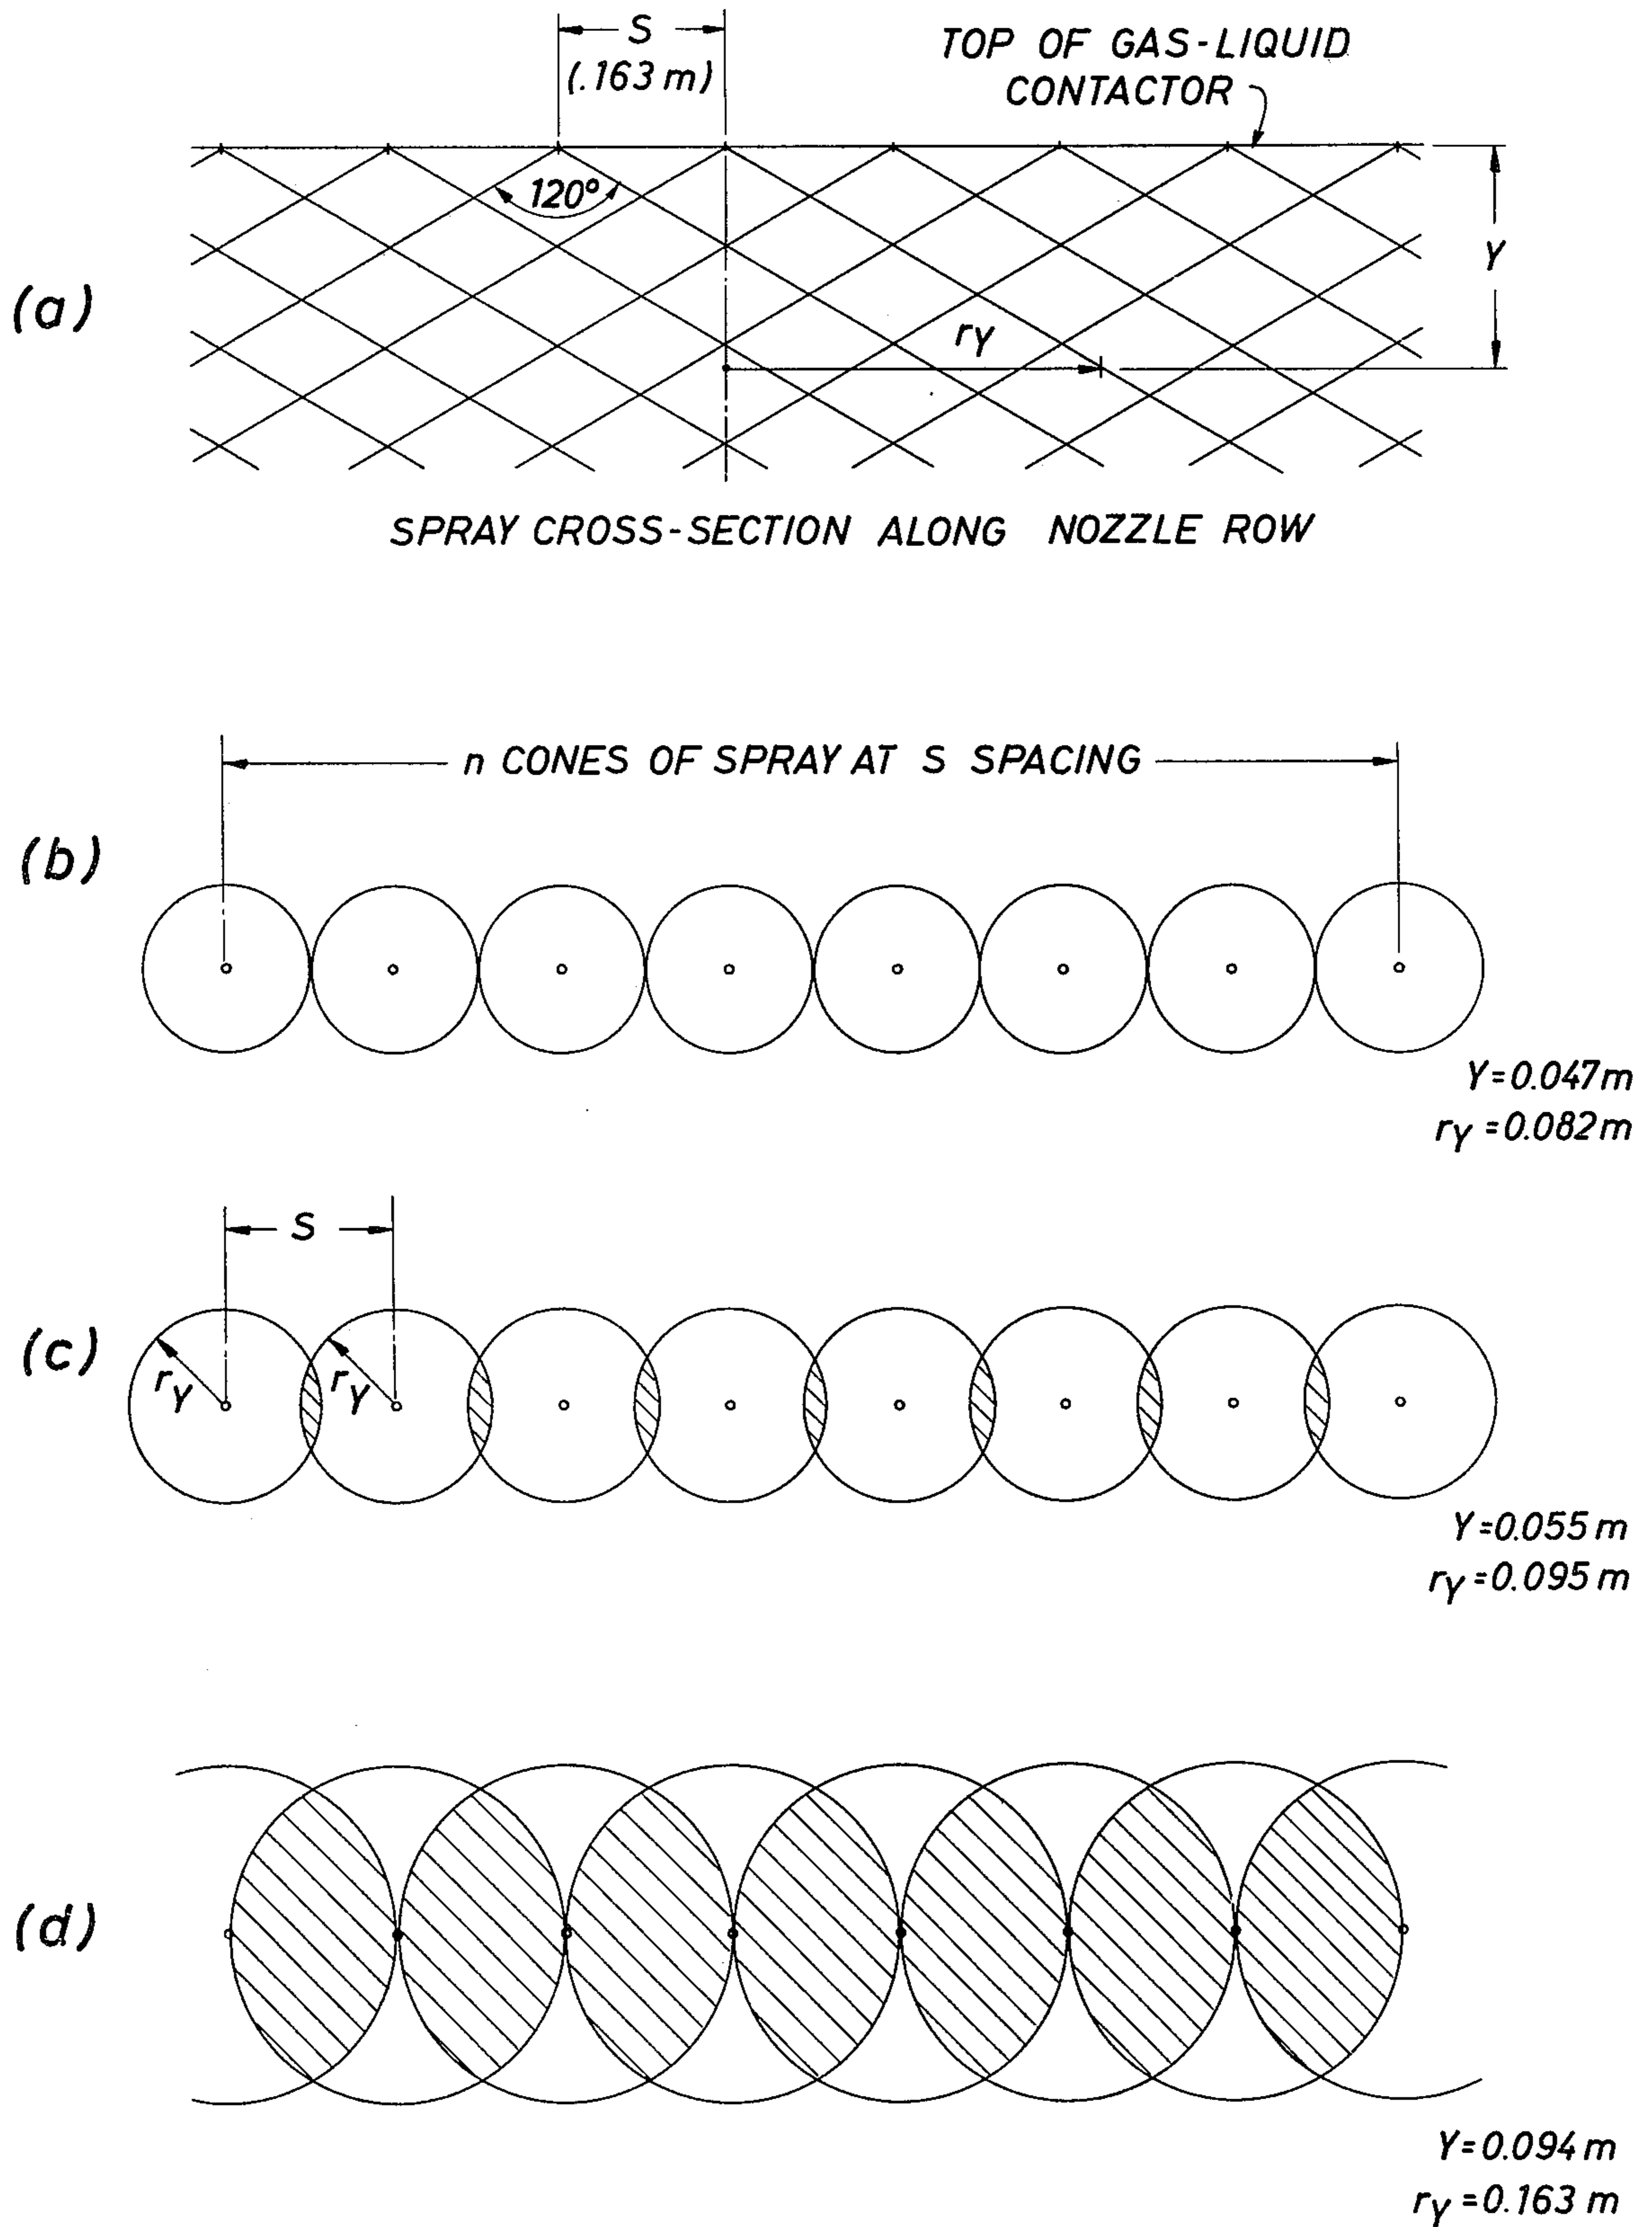 S
(.163 m)
TOP OF GAS-LIQUID
CONTACTOR
120°
(a)
Y
rY
SPRAY CROSS-SECTION ALONG NOZZLE ROW
n CONES OF SPRAY AT S SPACING
(b)
Y=0.047m
rY =0.082m
S
(c)
rY
rY
Y=0.055 m
rY =0.095 m
(d)
Y=0.094 m
rY =0.163 m